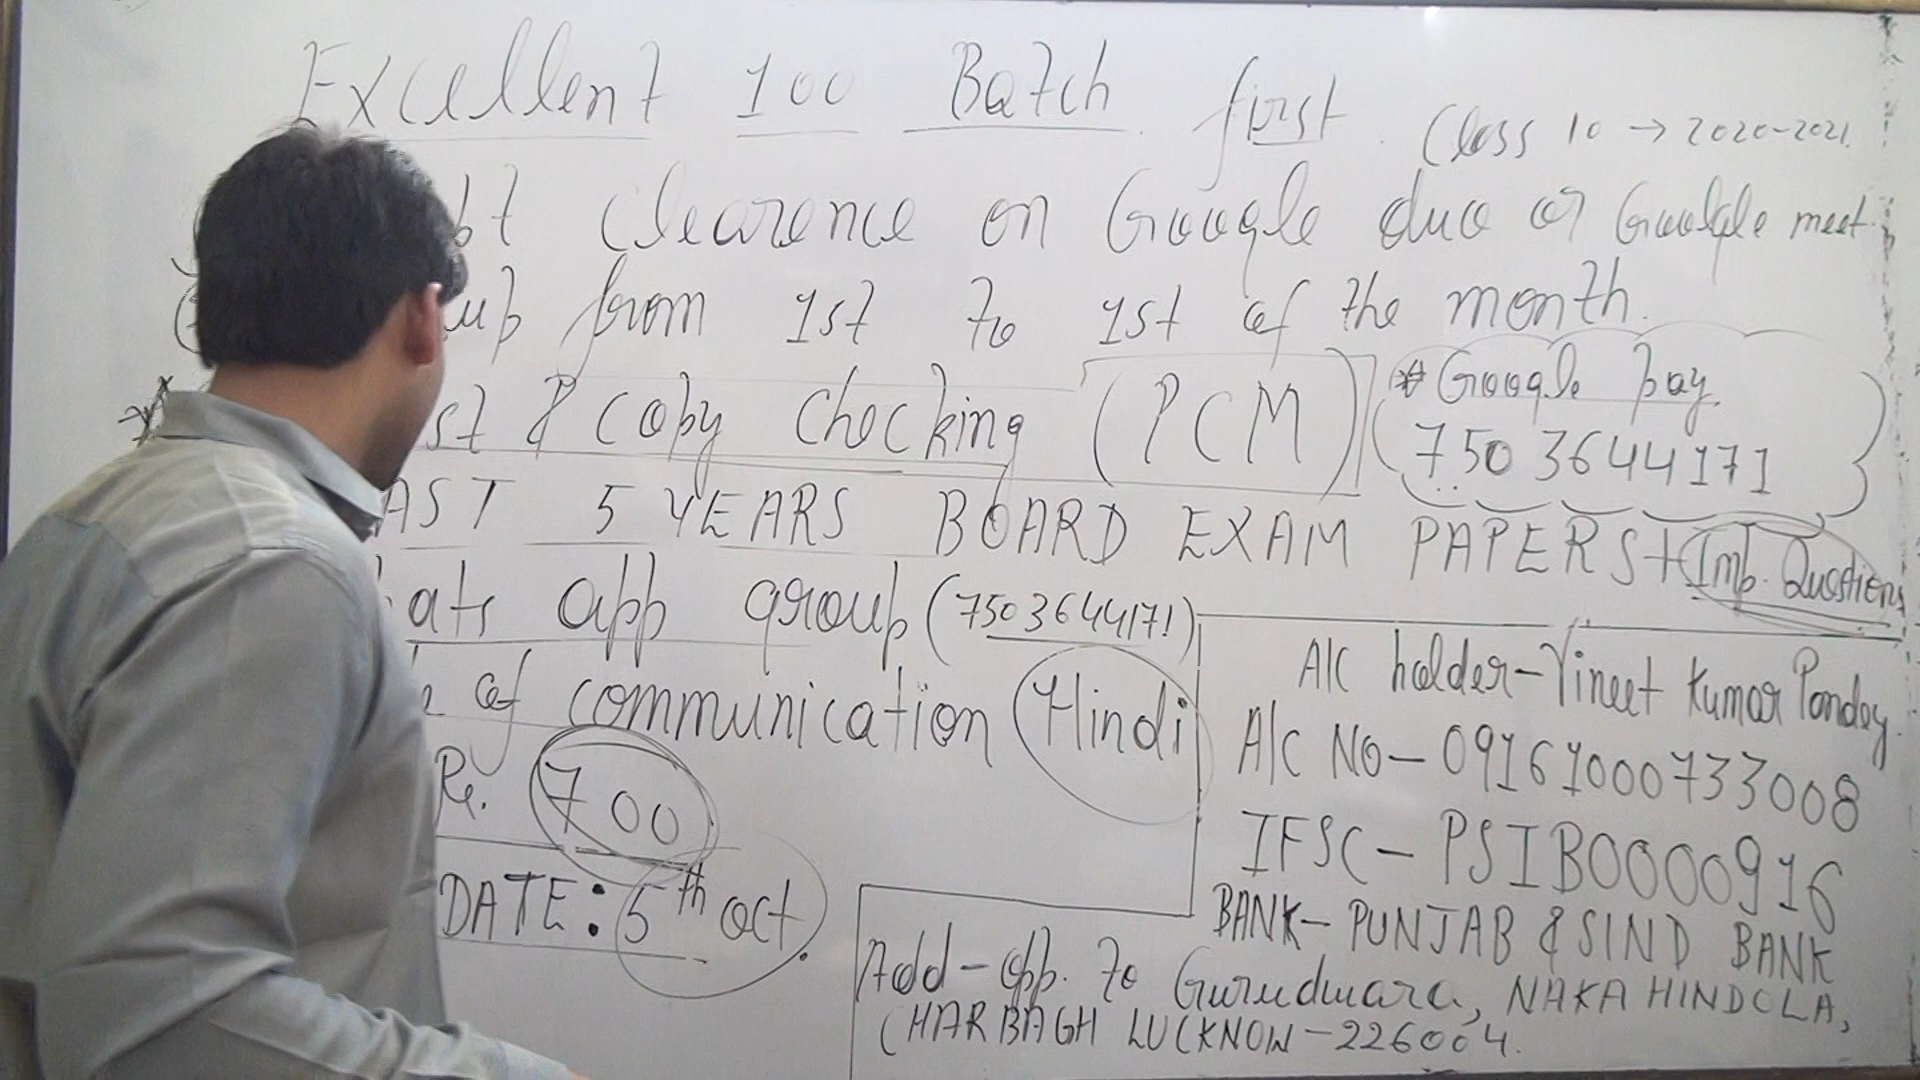 Excellent 100 Batch first. Class 10 → 2020-2021.
bt clearence on Google duo or Google meet.
up from 1st to 1st of the month.
st & copy checking (PCM)
* Google pay.
7503644171
AST 5 YEARS BOARD EXAM PAPERS + Imp. Questions
ats app group (7503644171)
of communication (Hindi
Rs. 700
DATE: 5th oct.
A/C holder - Vineet Kumar Pandey
A/C NO - 09161000733008
IFSC - PSIB0000916
BANK - PUNJAB & SIND BANK
Add - opp. to Gurudwara, NAKA HINDOLA,
CHARBAGH LUCKNOW - 226004.